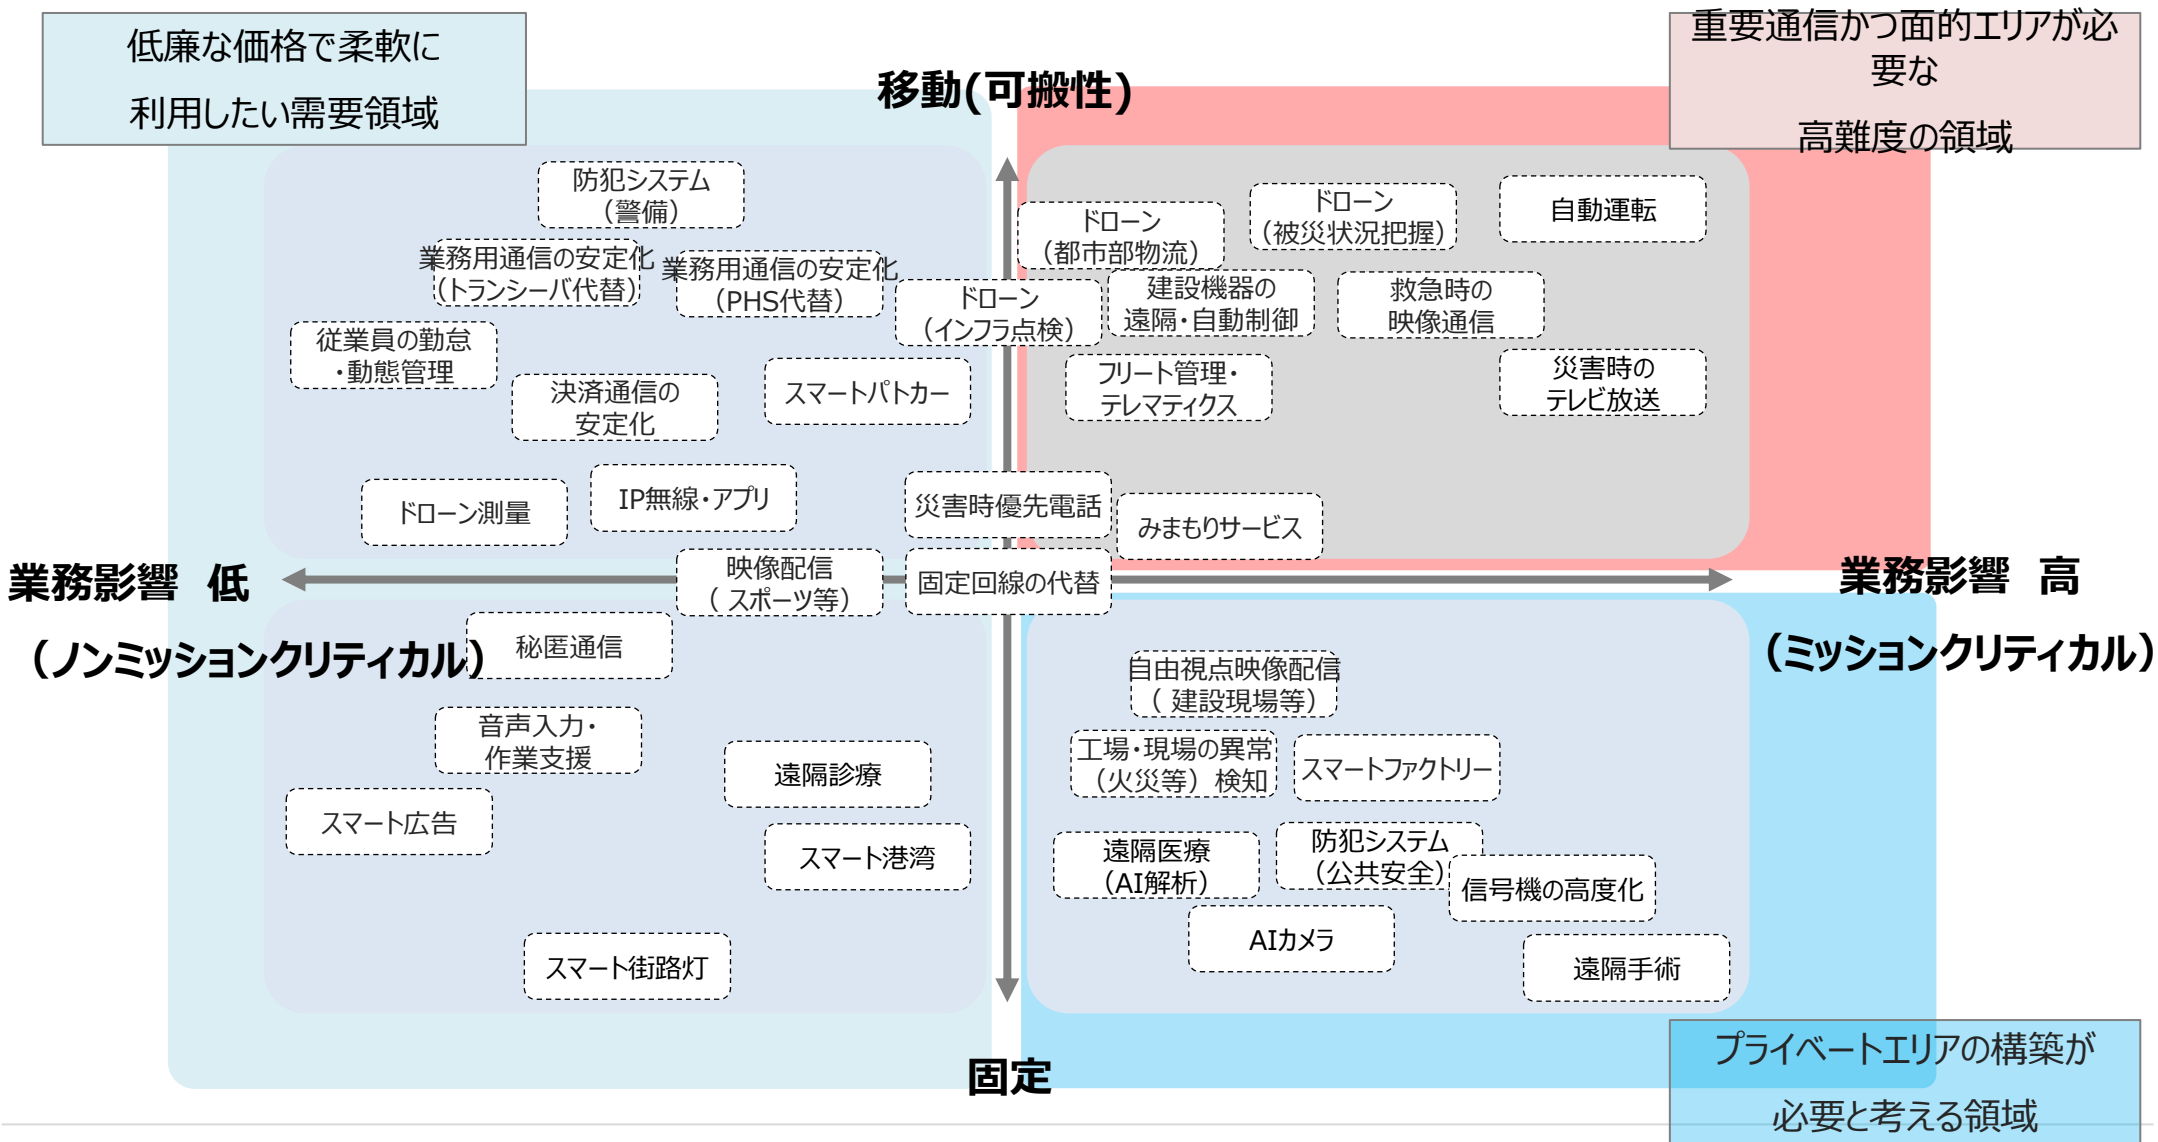 低廉な価格で柔軟に
利用したい需要領域
重要通信かつ面的エリアが必
要な
高難度の領域
移動(可搬性)
防犯システム
（警備）
業務用通信の安定化
（トランシーバ代替）
業務用通信の安定化
（PHS代替）
従業員の勤怠
・動態管理
決済通信の
安定化
スマートパトカー
ドローン
（インフラ点検）
ドローン測量
IP無線・アプリ
ドローン
（都市部物流）
ドローン
（被災状況把握）
自動運転
建設機器の
遠隔・自動制御
救急時の
映像通信
フリート管理・
テレマティクス
災害時の
テレビ放送
災害時優先電話
みまもりサービス
業務影響 低
（ノンミッションクリティカル）
映像配信
（ スポーツ等）
固定回線の代替
業務影響 高
（ミッションクリティカル）
秘匿通信
音声入力・
作業支援
遠隔診療
スマート広告
スマート港湾
スマート街路灯
自由視点映像配信
（ 建設現場等）
工場・現場の異常
（火災等）検知
スマートファクトリー
遠隔医療
（AI解析）
防犯システム
（公共安全）
信号機の高度化
AIカメラ
遠隔手術
固定
プライベートエリアの構築が
必要と考える領域